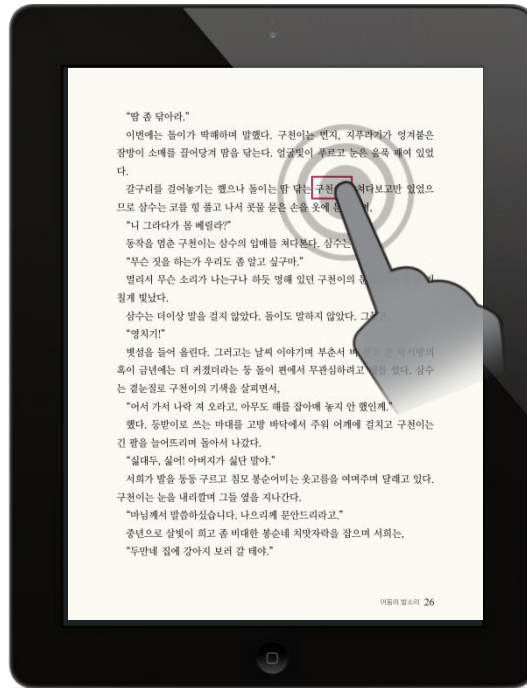 “땀 좀 닦아라.”
이번에는 돌이가 딱해하며 말했다. 구천이는 먼지, 지푸라기가 엉겨붙은
잠방이 소매를 끌어당겨 땀을 닦는다. 얼굴빛이 푸르고 눈은 움푹 패여 있었
다.
갈구리를 걸어놓기는 했으나 돌이는 땀 닦는 구천 쳐다보고만 있었으
므로 삼수는 코를 힝 풀고 나서 콧물 묻은 손을 옷에
“니 그라다가 몸 베릴라?”
동작을 멈춘 구천이는 삼수의 입매를 쳐다본다. 삼수는
“무슨 짓을 하는가 우리도 좀 알고 싶구마.”
멀리서 무슨 소리가 나는구나 하듯 멍해 있던 구천이의
칠게 빛났다.
삼수는 더이상 말을 걸지 않았다. 돌이도 말하지 않았다.
“영치기!”
볏섬을 들어 올린다. 그러고는 날씨 이야기며 부춘서
혹이 금년에는 더 커졌더라는 둥 돌이 편에서 무관심하려고 했다. 삼수
는 곁눈질로 구천이의 기색을 살피면서,
“어서 가서 나락 져 오라고, 아무도 해를 잡아매 놓지 안 했인께.”
했다. 등받이로 쓰는 마대를 고방 바닥에서 주워 어깨에 걸치고 구천이는
긴 팔을 늘어뜨리며 돌아서 나갔다.
“싫대두, 싫어! 아버지가 싫단 말야.”
서희가 발을 동동 구르고 침모 봉순어미는 옷고름을 여며주며 달래고 있다.
구천이는 눈을 내리깔며 그들 옆을 지나간다.
“마님께서 말씀하싰습니다. 나으리께 문안드리라고.”
중년으로 살빛이 희고 좀 비대한 봉순네 치맛자락을 잡으며 서희는,
“두만네 집에 강아지 보러 갈 테야.”
어둠의 발소리 26